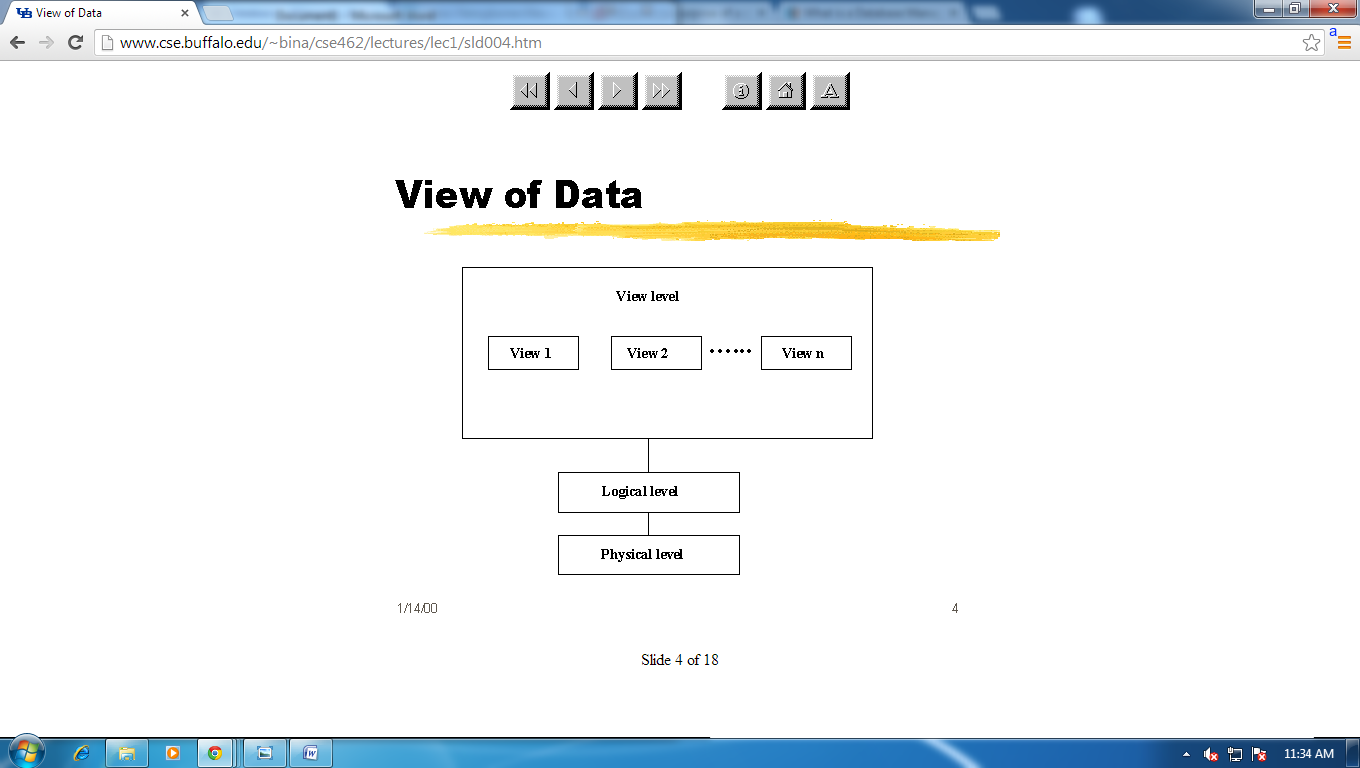 View of Data
www.cse.buffalo.edu/~bina/cse462/lectures/lec1/sld004.htm
a
View of Data
View level
View 1 View 2 ...... View n
Logical level
Physical level
1/14/00 4
Slide 4 of 18
11:34 AM